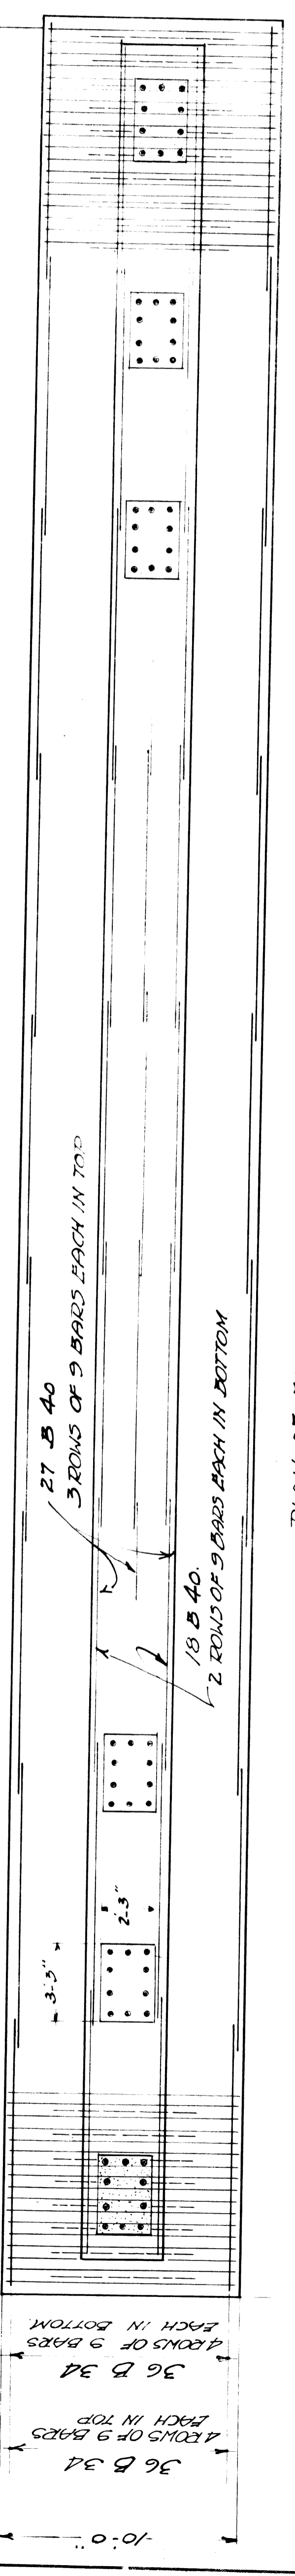 27 B 40
3 ROWS OF 9 BARS EACH IN TOP
18 B 40.
2 ROWS OF 9 BARS EACH IN BOTTOM
2'-3"
3'-3"
36 B 34
4 ROWS OF 9 BARS
EACH IN BOTTOM
36 B 34
4 ROWS OF 9 BARS
EACH IN TOP
10'-0"